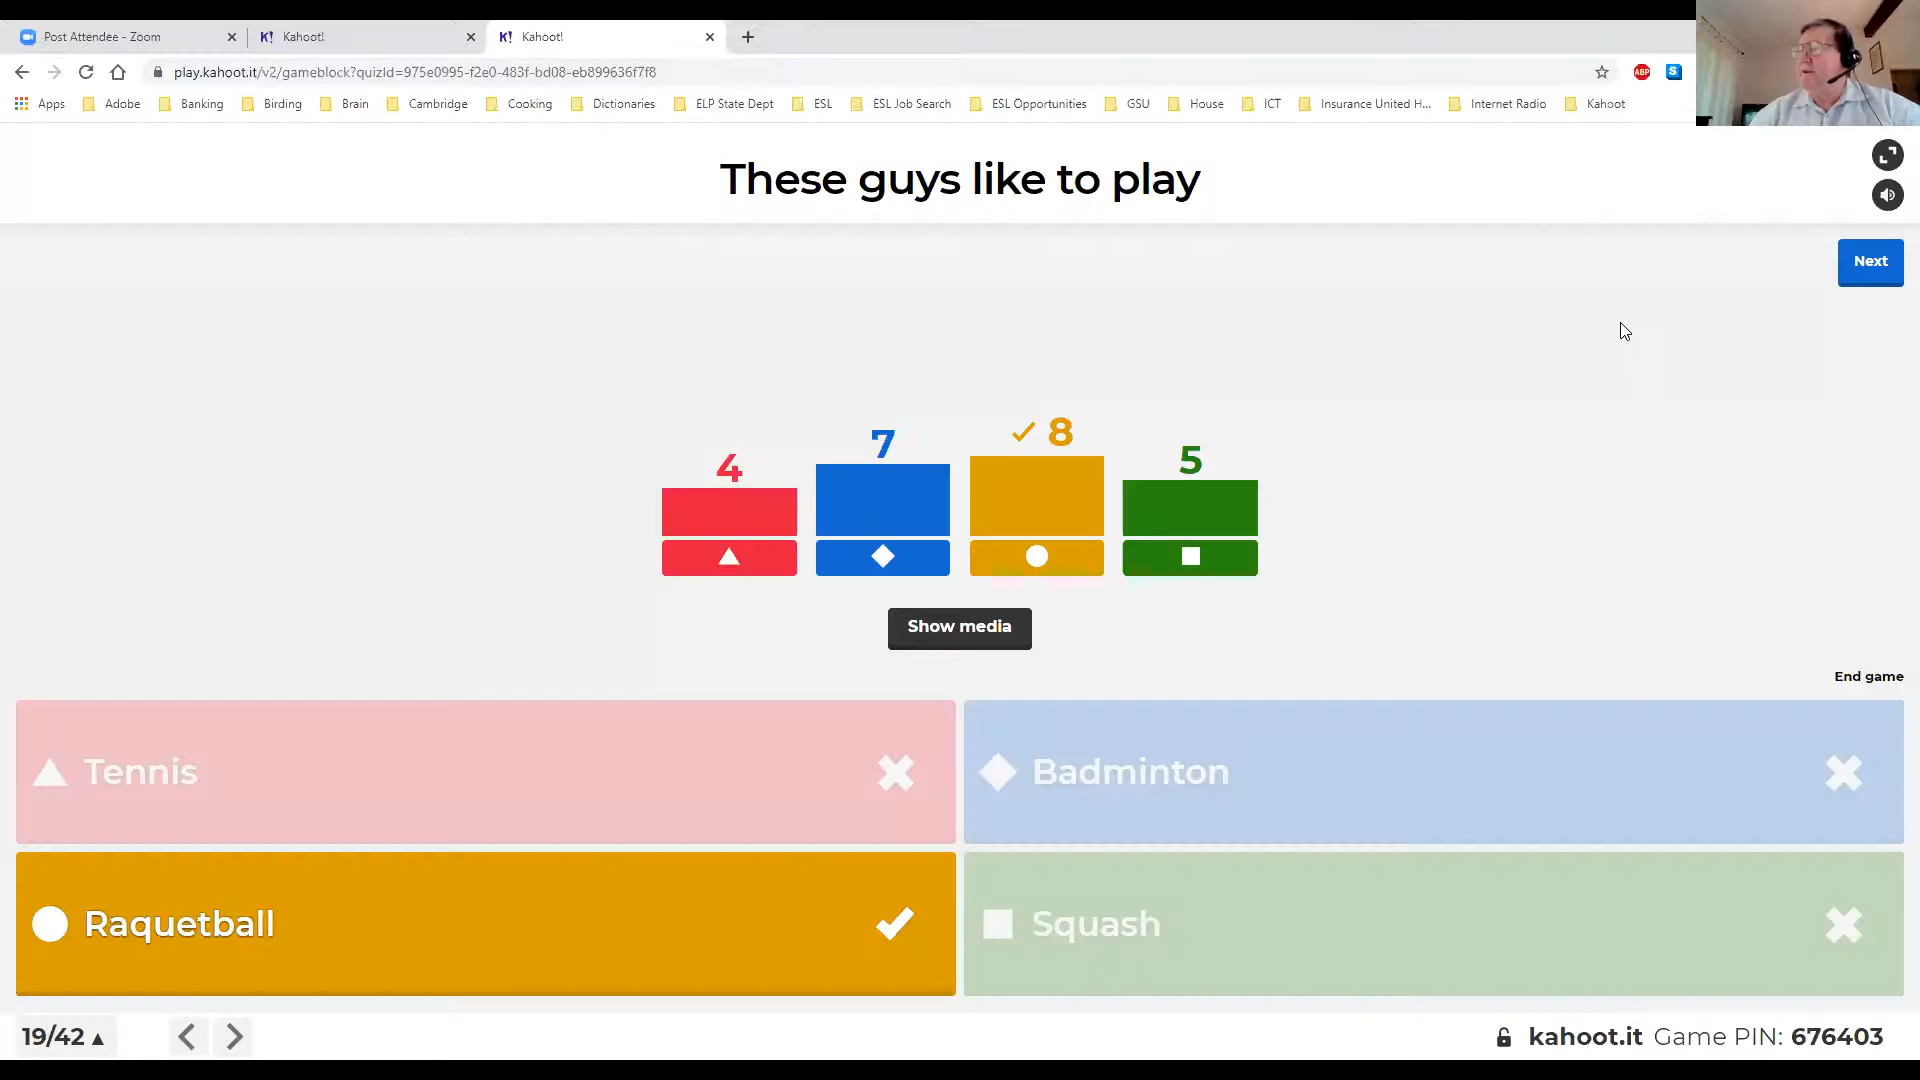 Post Attendee - Zoom
K! Kahoot!
K! Kahoot!
play.kahoot.it/v2/gameblock?quizId=975e0995-f2e0-483f-bd08-eb899636f7f8
ABP
S
Apps Adobe Banking Birding Brain Cambridge Cooking Dictionaries ELP State Dept ESL ESL Job Search ESL Opportunities GSU House ICT Insurance United H... Internet Radio Kahoot
These guys like to play
Next
4
7
8
5
Show media
End game
Tennis
Badminton
Raquetball
Squash
19/42
kahoot.it Game PIN: 676403